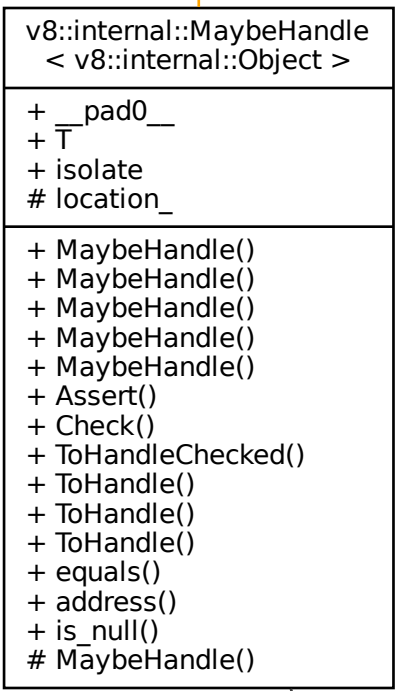 v8::internal::MaybeHandle
< v8::internal::Object >
+ __pad0__
+ T
+ isolate
# location_
+ MaybeHandle()
+ MaybeHandle()
+ MaybeHandle()
+ MaybeHandle()
+ MaybeHandle()
+ Assert()
+ Check()
+ ToHandleChecked()
+ ToHandle()
+ ToHandle()
+ ToHandle()
+ equals()
+ address()
+ is_null()
# MaybeHandle()